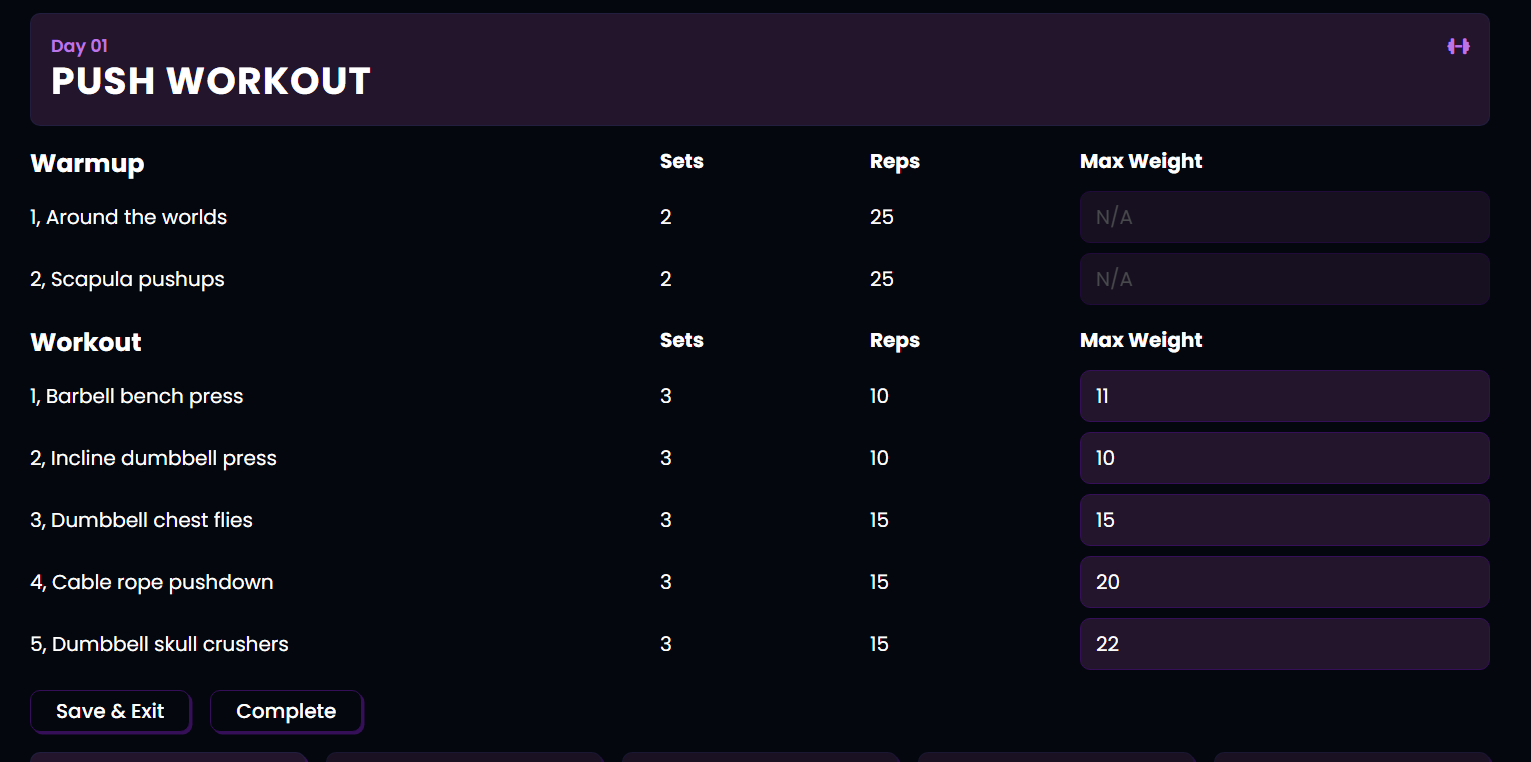 Day 01
PUSH WORKOUT
Warmup Sets Reps Max Weight
1, Around the worlds 2 25 N/A
2, Scapula pushups 2 25 N/A
Workout Sets Reps Max Weight
1, Barbell bench press 3 10 11
2, Incline dumbbell press 3 10 10
3, Dumbbell chest flies 3 15 15
4, Cable rope pushdown 3 15 20
5, Dumbbell skull crushers 3 15 22
Save & Exit Complete